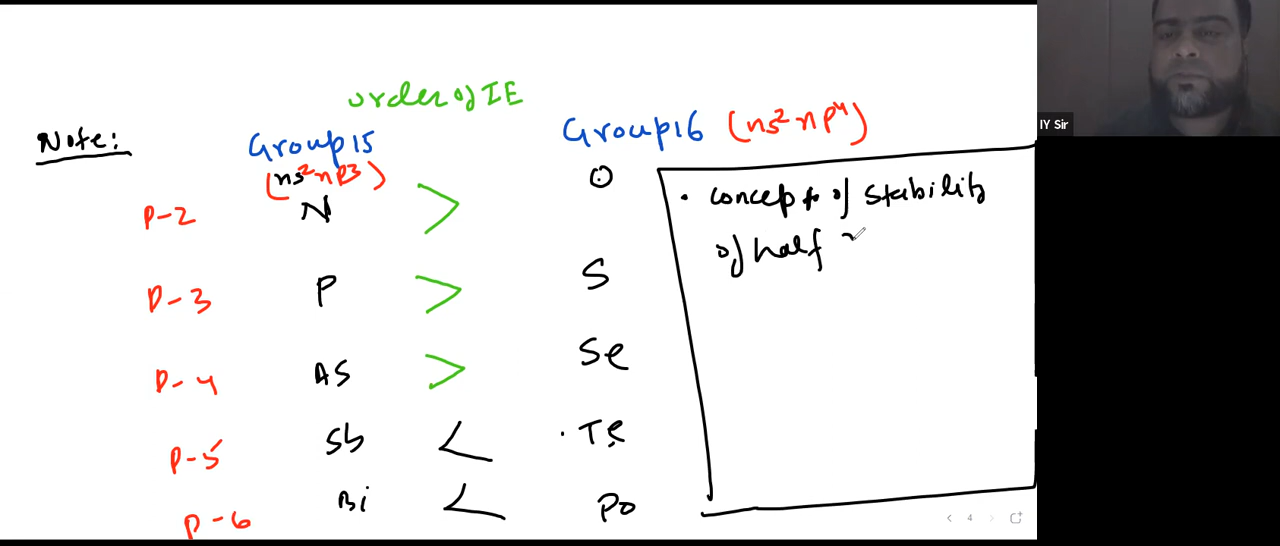 order of IE
Note:
Group 15
Group 16 (ns² np⁴)
(ns² np³)
P-2 N > O
P-3 P > S
P-4 AS > Se
P-5 Sb < Te
P-6 Bi < Po
• concept of stability
of half
IY Sir
4